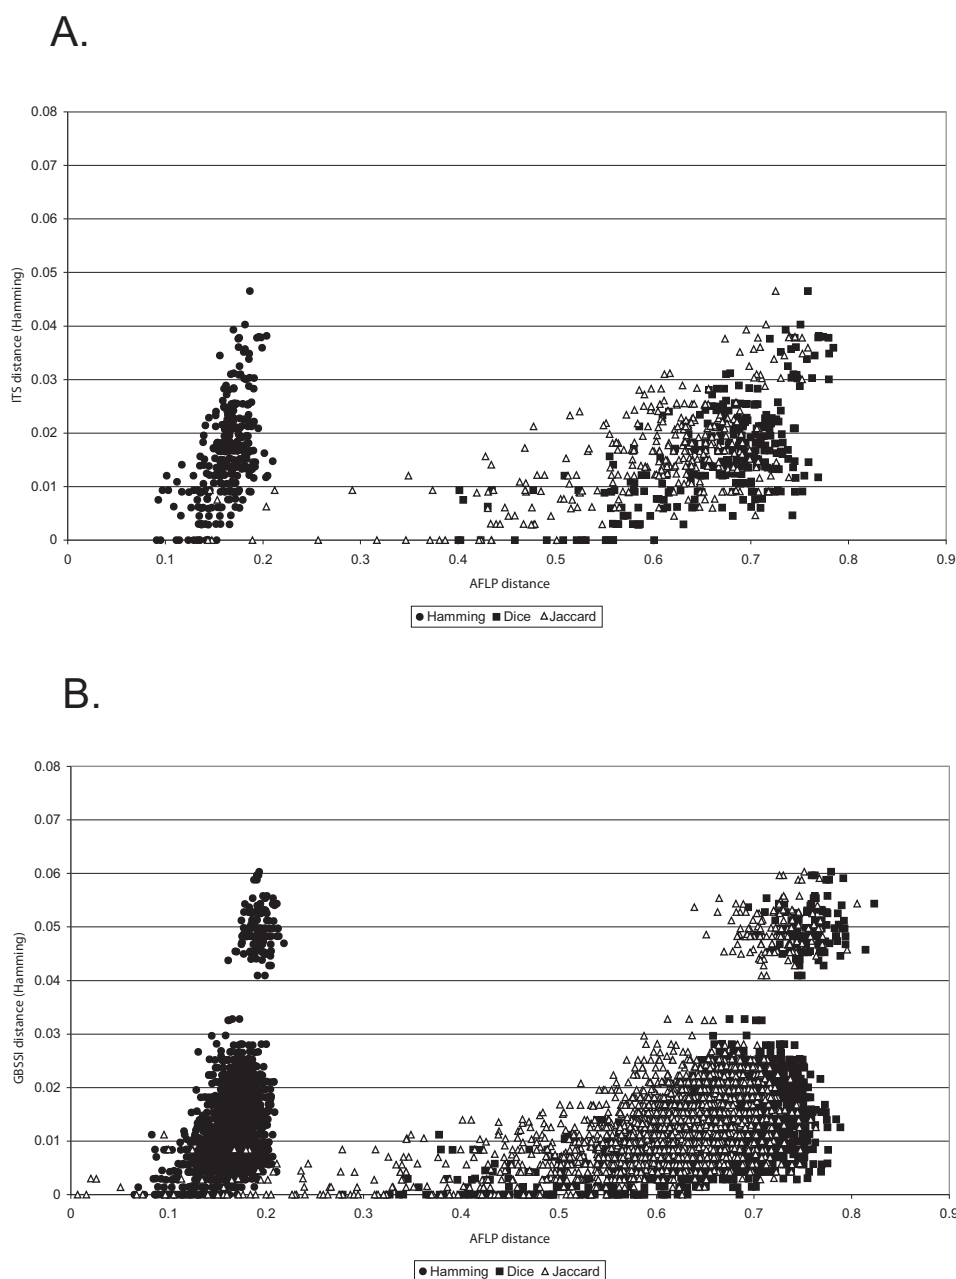 A.
0.08
0.07
0.06
0.05
0.04
0.03
0.02
0.01
0
ITS distance (Hamming)
0 0.1 0.2 0.3 0.4 0.5 0.6 0.7 0.8 0.9
AFLP distance
Hamming Dice Jaccard
B.
0.08
0.07
0.06
0.05
0.04
0.03
0.02
0.01
0
GBSSI distance (Hamming)
0 0.1 0.2 0.3 0.4 0.5 0.6 0.7 0.8 0.9
AFLP distance
Hamming Dice Jaccard